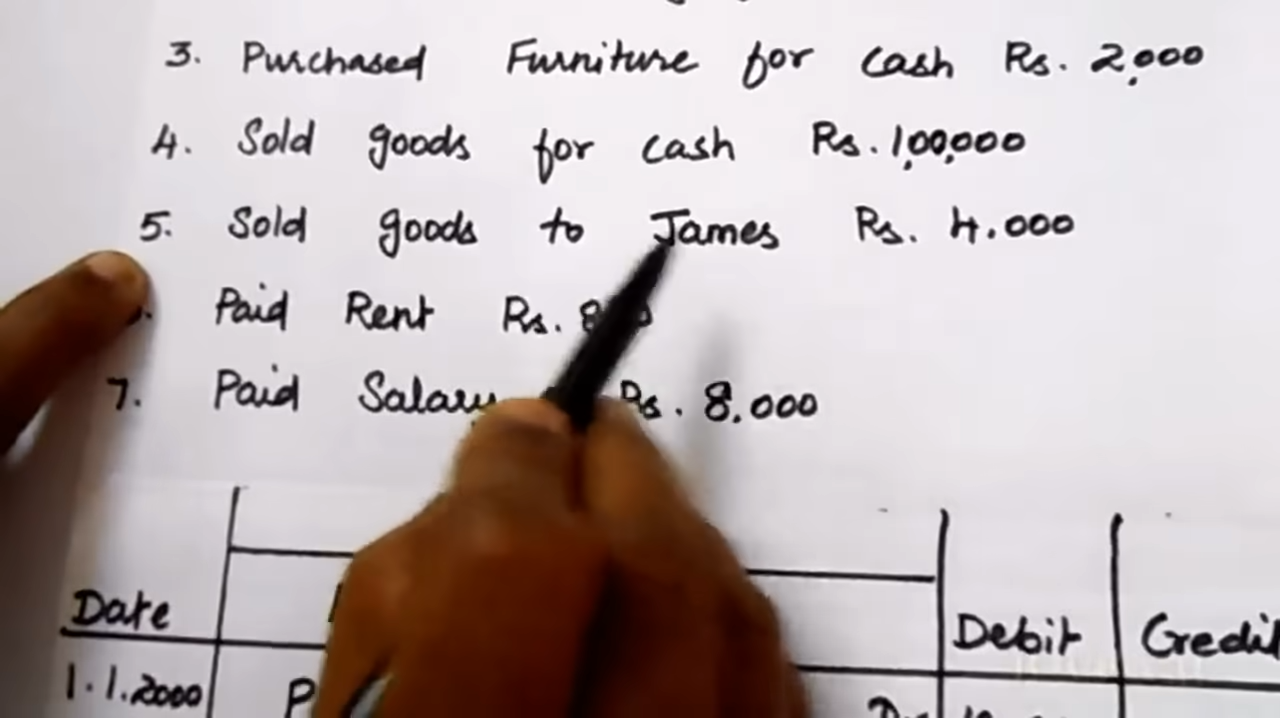 3. Purchased Furniture for cash Rs. 2,000
4. Sold goods for cash Rs. 1,00,000
5. Sold goods to James Rs. 4.000
Paid Rent Rs.
7. Paid Salary Rs. 8.000
Date Debit Credit
1.1.2000